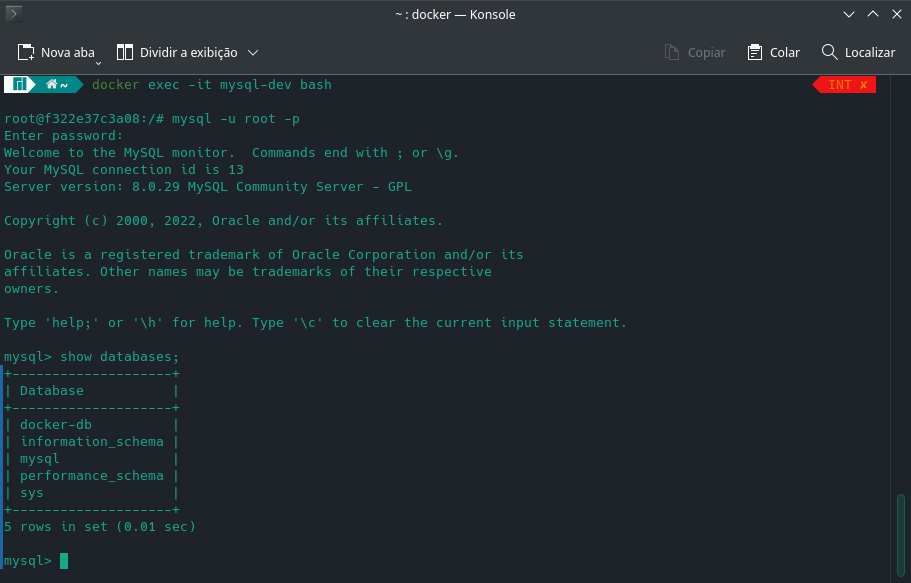 ~ : docker — Konsole
Nova aba
Dividir a exibição
Copiar
Colar
Localizar
~ docker exec -it mysql-dev bash INT ✘
root@f322e37c3a08:/# mysql -u root -p
Enter password:
Welcome to the MySQL monitor.  Commands end with ; or \g.
Your MySQL connection id is 13
Server version: 8.0.29 MySQL Community Server - GPL
Copyright (c) 2000, 2022, Oracle and/or its affiliates.
Oracle is a registered trademark of Oracle Corporation and/or its
affiliates. Other names may be trademarks of their respective
owners.
Type 'help;' or '\h' for help. Type '\c' to clear the current input statement.
mysql> show databases;
+--------------------+
| Database           |
+--------------------+
| docker-db          |
| information_schema |
| mysql              |
| performance_schema |
| sys                |
+--------------------+
5 rows in set (0.01 sec)
mysql>